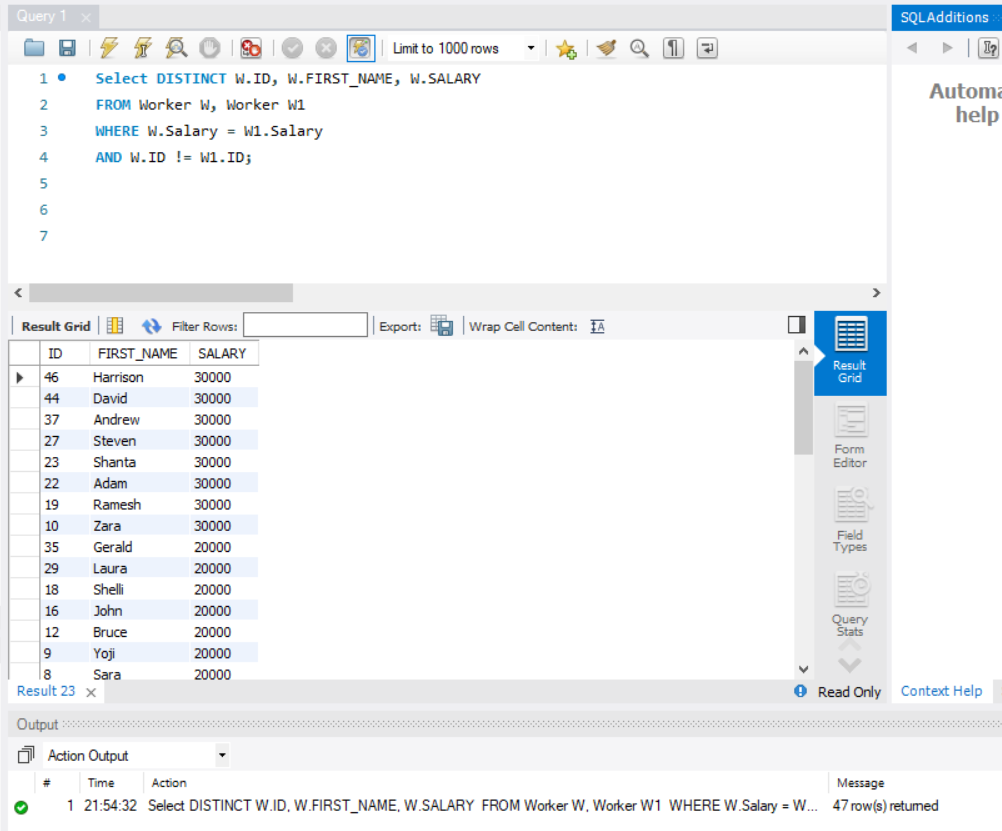 Query 1
SQLAdditions
Limit to 1000 rows
1 Select DISTINCT W.ID, W.FIRST_NAME, W.SALARY
2 FROM Worker W, Worker W1
3 WHERE W.Salary = W1.Salary
4 AND W.ID != W1.ID;
5
6
7
Automa
help
Result Grid Filter Rows: Export: Wrap Cell Content: IA
ID FIRST_NAME SALARY
46 Harrison 30000
44 David 30000
37 Andrew 30000
27 Steven 30000
23 Shanta 30000
22 Adam 30000
19 Ramesh 30000
10 Zara 30000
35 Gerald 20000
29 Laura 20000
18 Shelli 20000
16 John 20000
12 Bruce 20000
9 Yoji 20000
8 Sara 20000
Result
Grid
Form
Editor
Field
Types
Query
Stats
Result 23 Read Only Context Help
Output
Action Output
# Time Action Message
1 21:54:32 Select DISTINCT W.ID, W.FIRST_NAME, W.SALARY FROM Worker W, Worker W1 WHERE W.Salary = W... 47 row(s) returned